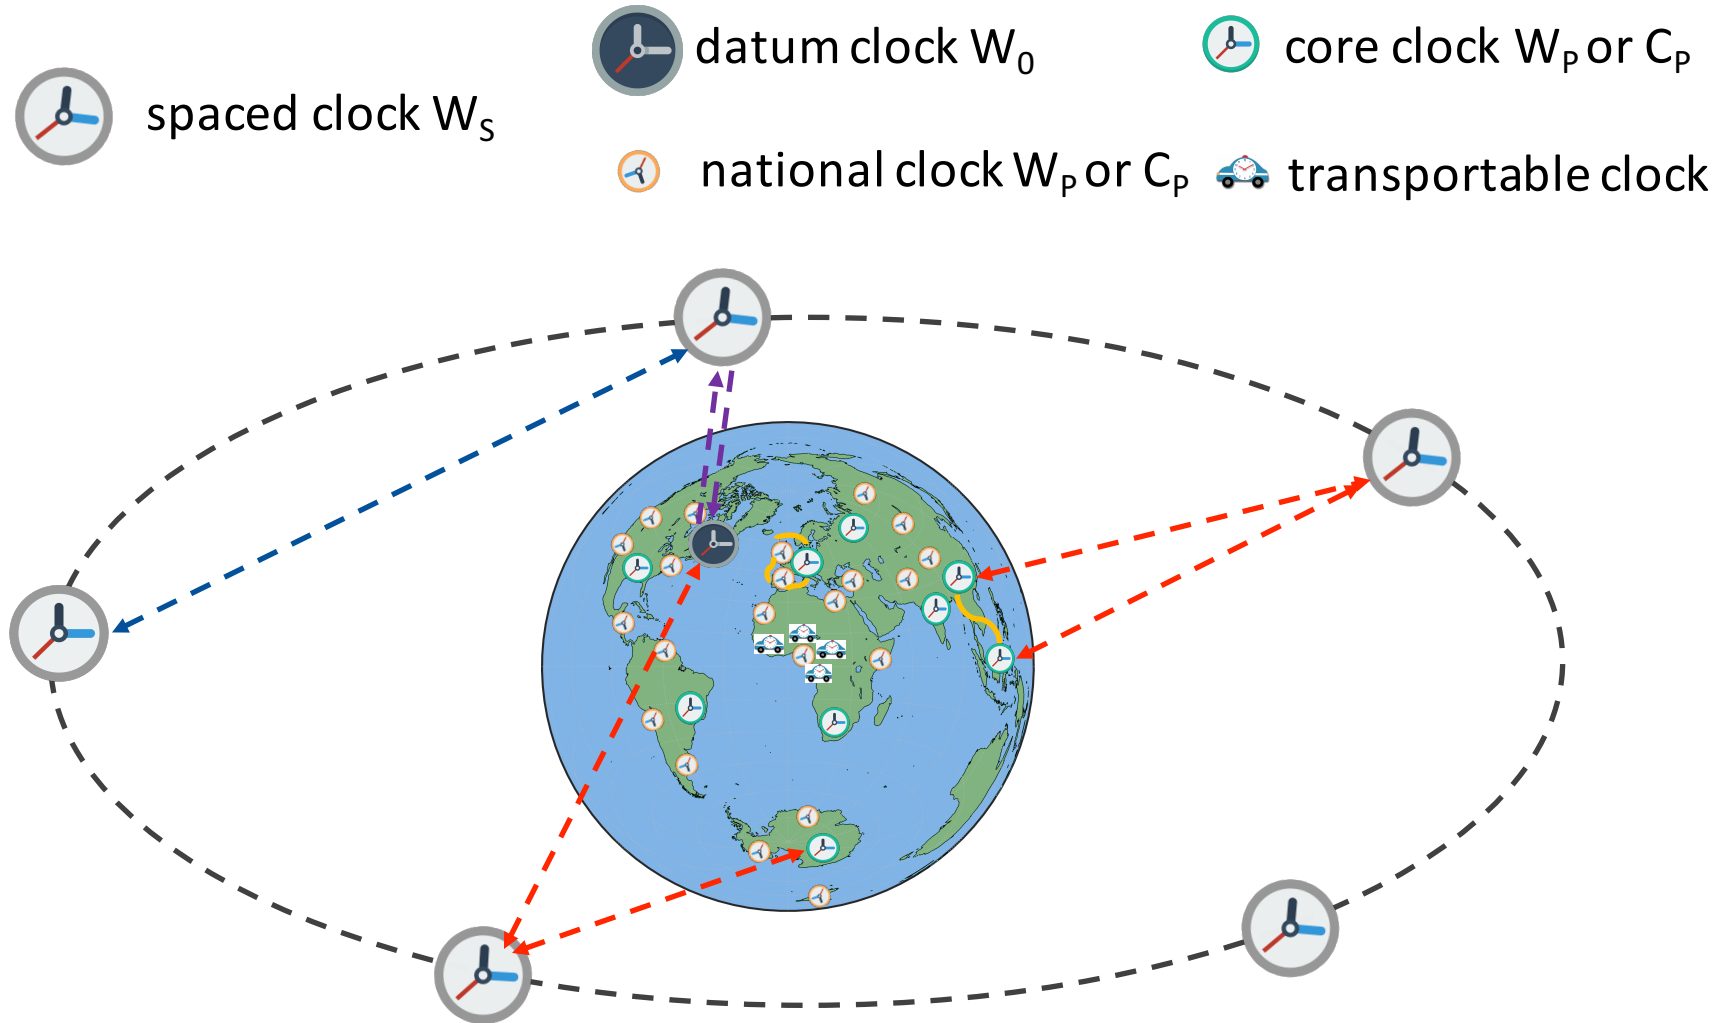 datum clock W₀
core clock Wₚ or Cₚ
spaced clock Wₛ
national clock Wₚ or Cₚ
transportable clock